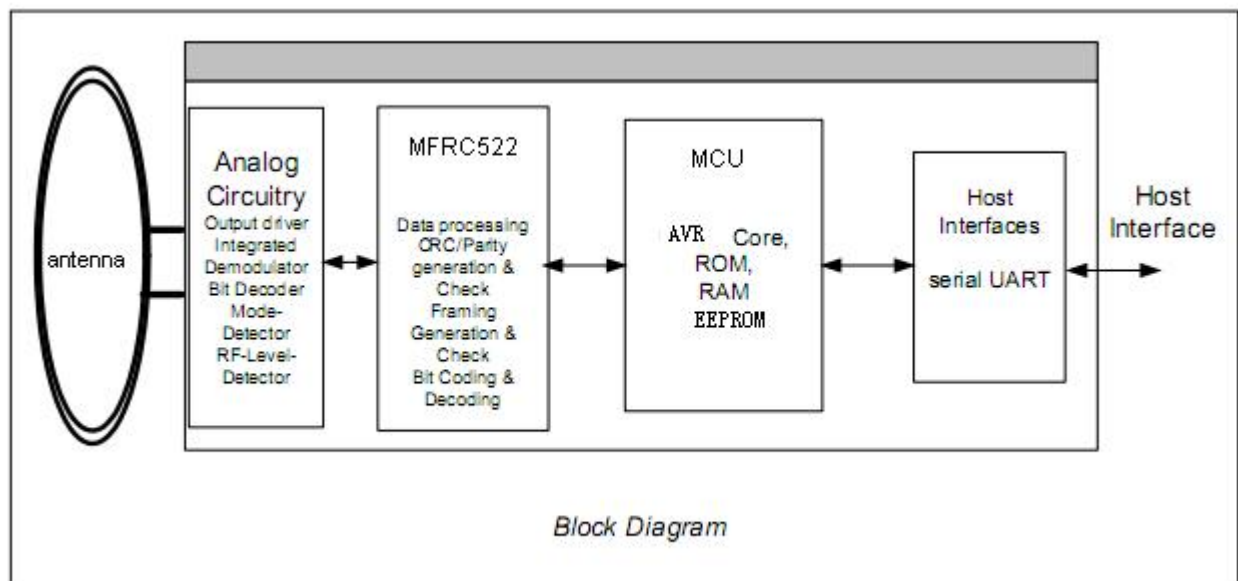 antenna
Analog
Circuitry
Output driver
Integrated
Demodulator
Bit Decoder
Mode-
Detector
RF-Level-
Detector
MFRC522
Data processing
CRC/Parity
generation &
Check
Framing
Generation &
Check
Bit Coding &
Decoding
MCU
AVR Core,
ROM,
RAM
EEPROM
Host
Interfaces
serial UART
Host
Interface
Block Diagram